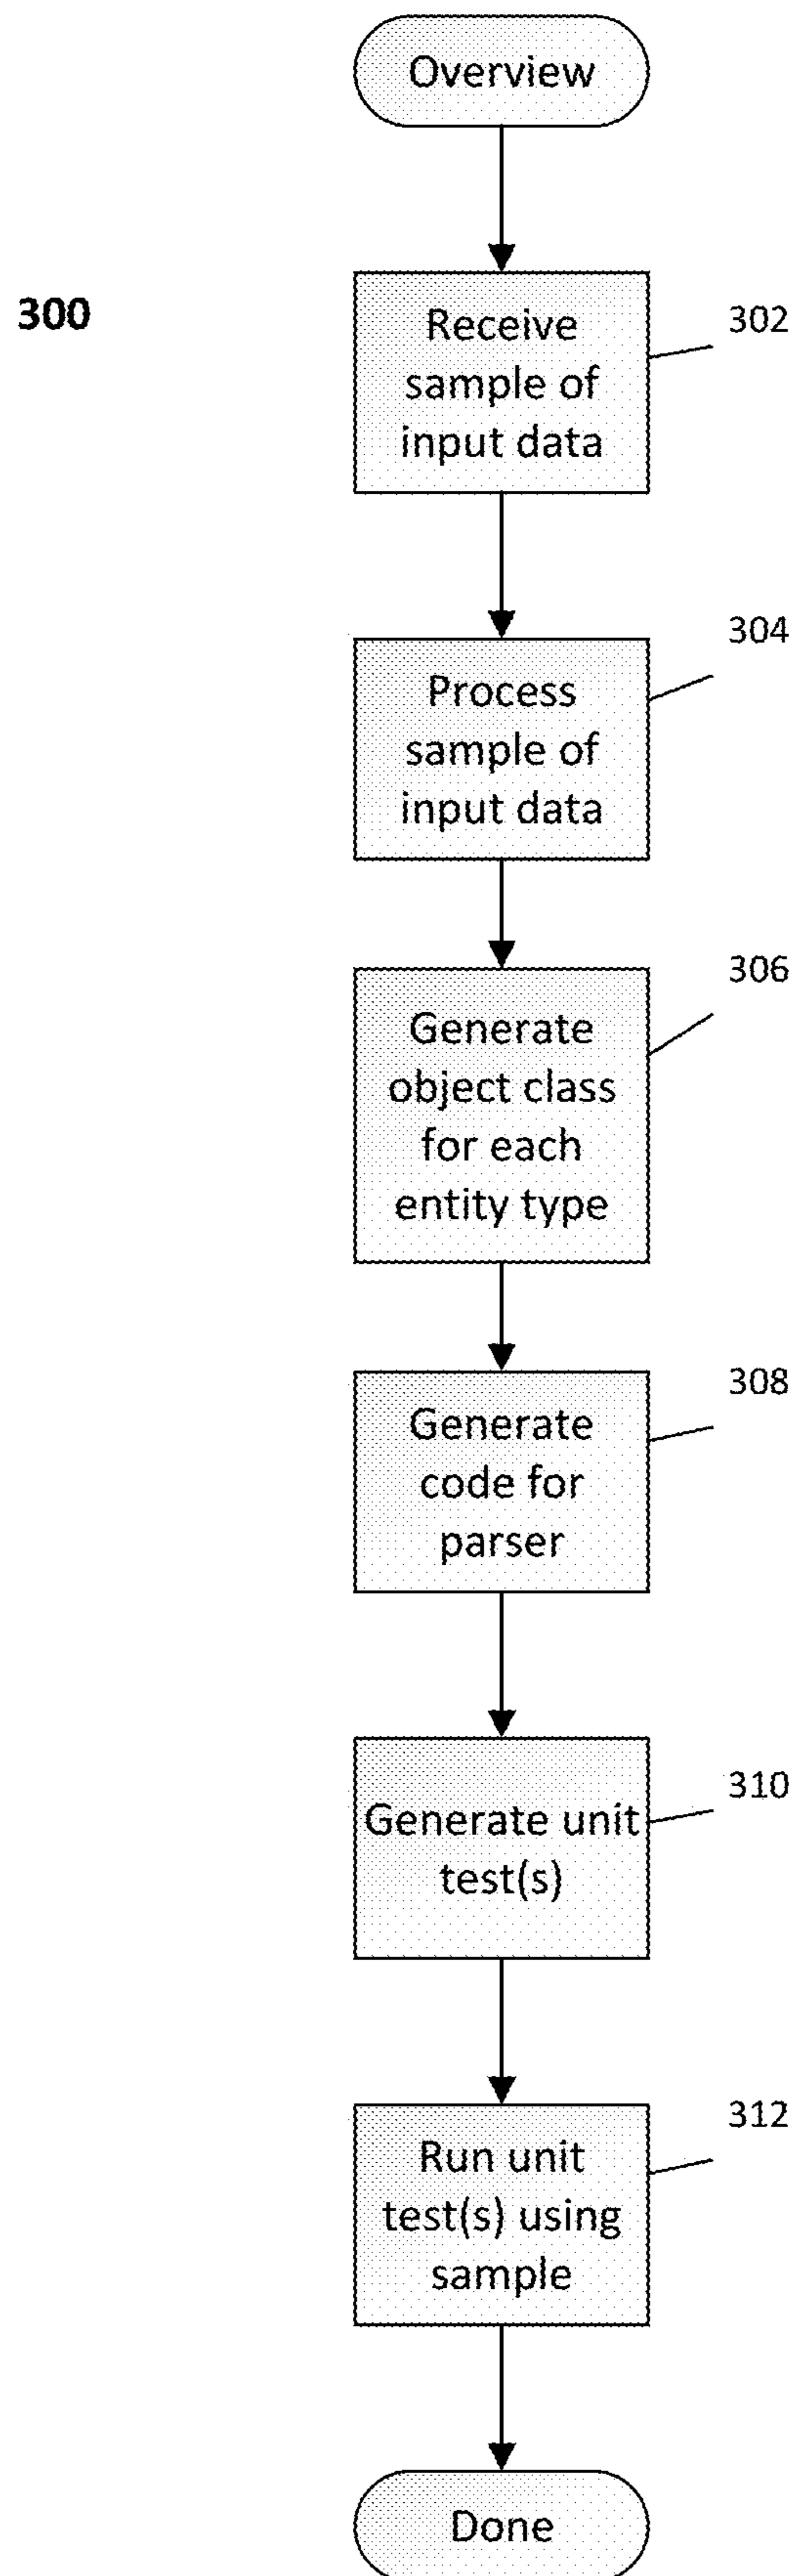 Overview
300
302
Receive
sample of
input data
304
Process
sample of
input data
306
Generate
object class
for each
entity type
308
Generate
code for
parser
310
Generate unit
test(s)
312
Run unit
test(s) using
sample
Done